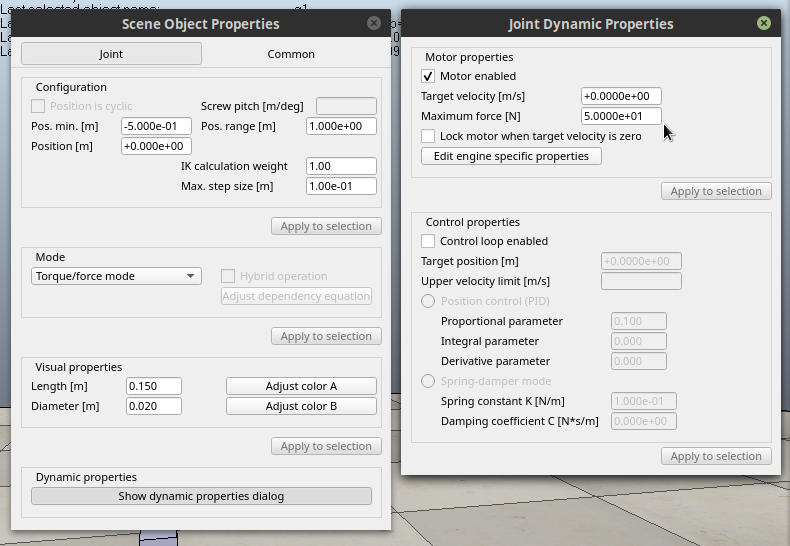 Last selected object name:
q1
Scene Object Properties
Joint
Common
Configuration
Position is cyclic
Screw pitch [m/deg]
Pos. min. [m] -5.000e-01 Pos. range [m] 1.000e+00
Position [m] +0.000e+00
IK calculation weight 1.00
Max. step size [m] 1.00e-01
Apply to selection
Mode
Torque/force mode
Hybrid operation
Adjust dependency equation
Apply to selection
Visual properties
Length [m] 0.150 Adjust color A
Diameter [m] 0.020 Adjust color B
Apply to selection
Dynamic properties
Show dynamic properties dialog
Joint Dynamic Properties
Motor properties
Motor enabled
Target velocity [m/s] +0.0000e+00
Maximum force [N] 5.0000e+01
Lock motor when target velocity is zero
Edit engine specific properties
Apply to selection
Control properties
Control loop enabled
Target position [m] +0.0000e+00
Upper velocity limit [m/s]
Position control (PID)
Proportional parameter 0.100
Integral parameter 0.000
Derivative parameter 0.000
Spring-damper mode
Spring constant K [N/m] 1.000e-01
Damping coefficient C [N*s/m] 0.000e+00
Apply to selection